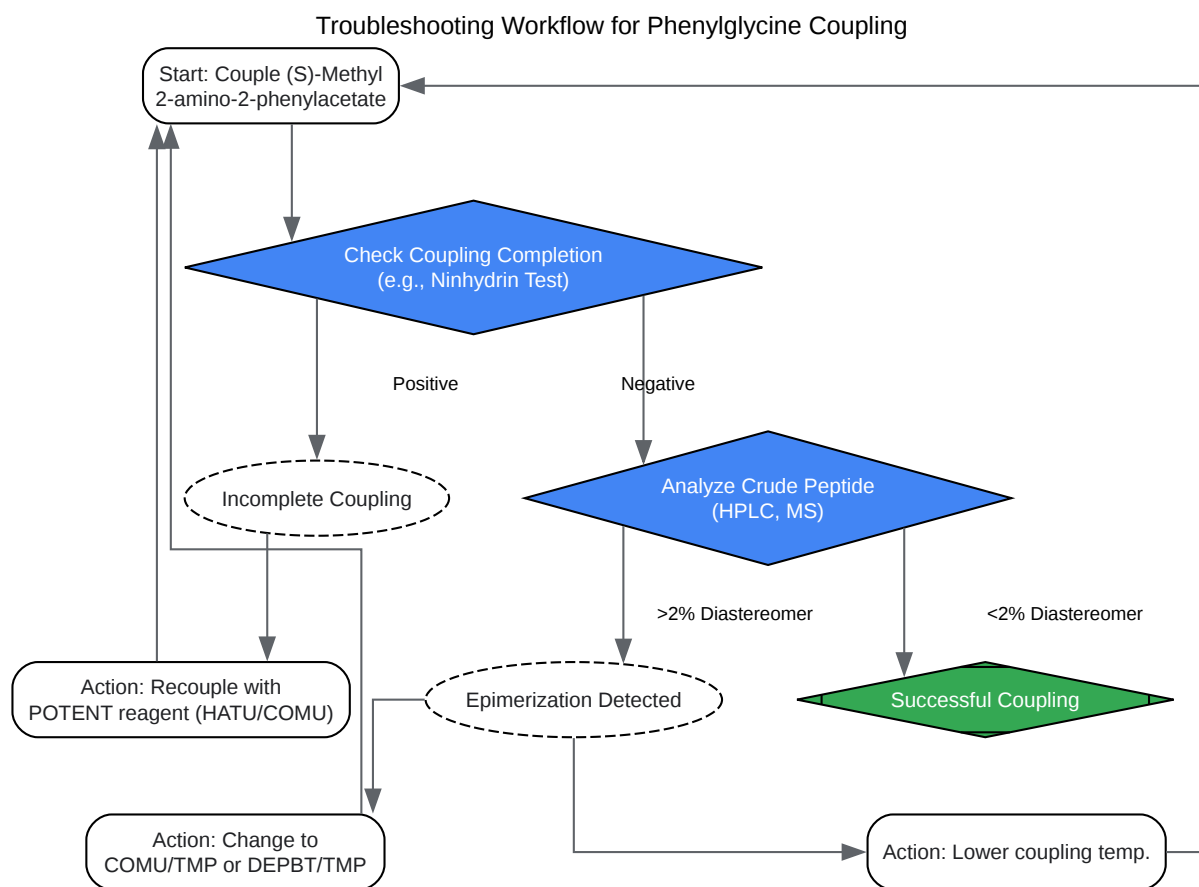 Troubleshooting Workflow for Phenylglycine Coupling
Start: Couple (S)-Methyl
2-amino-2-phenylacetate
Check Coupling Completion
(e.g., Ninhydrin Test)
Positive
Negative
Incomplete Coupling
Analyze Crude Peptide
(HPLC, MS)
>2% Diastereomer
<2% Diastereomer
Action: Recouple with
POTENT reagent (HATU/COMU)
Epimerization Detected
Successful Coupling
Action: Change to
COMU/TMP or DEPBT/TMP
Action: Lower coupling temp.